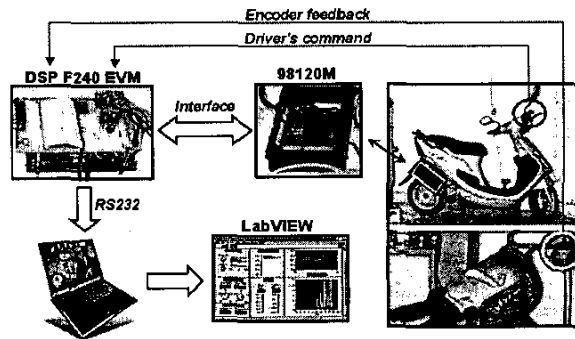 Encoder feedback
Driver's command
DSP F240 EVM
98120M
Interface
RS232
LabVIEW